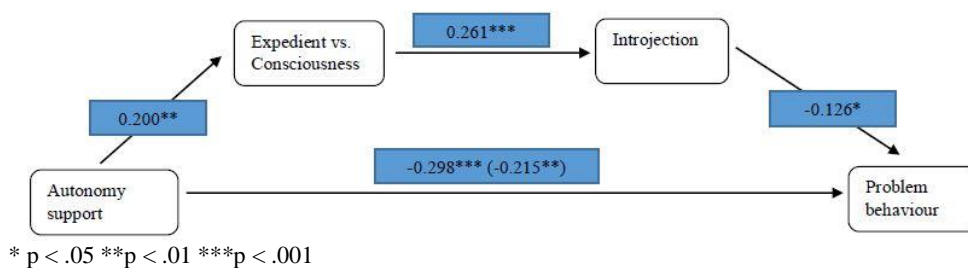 Expedient vs.
Consciousness
0.261***
Introjection
0.200**
-0.126*
-0.298*** (-0.215**)
Autonomy
support
Problem
behaviour
* p < .05 **p < .01 ***p < .001